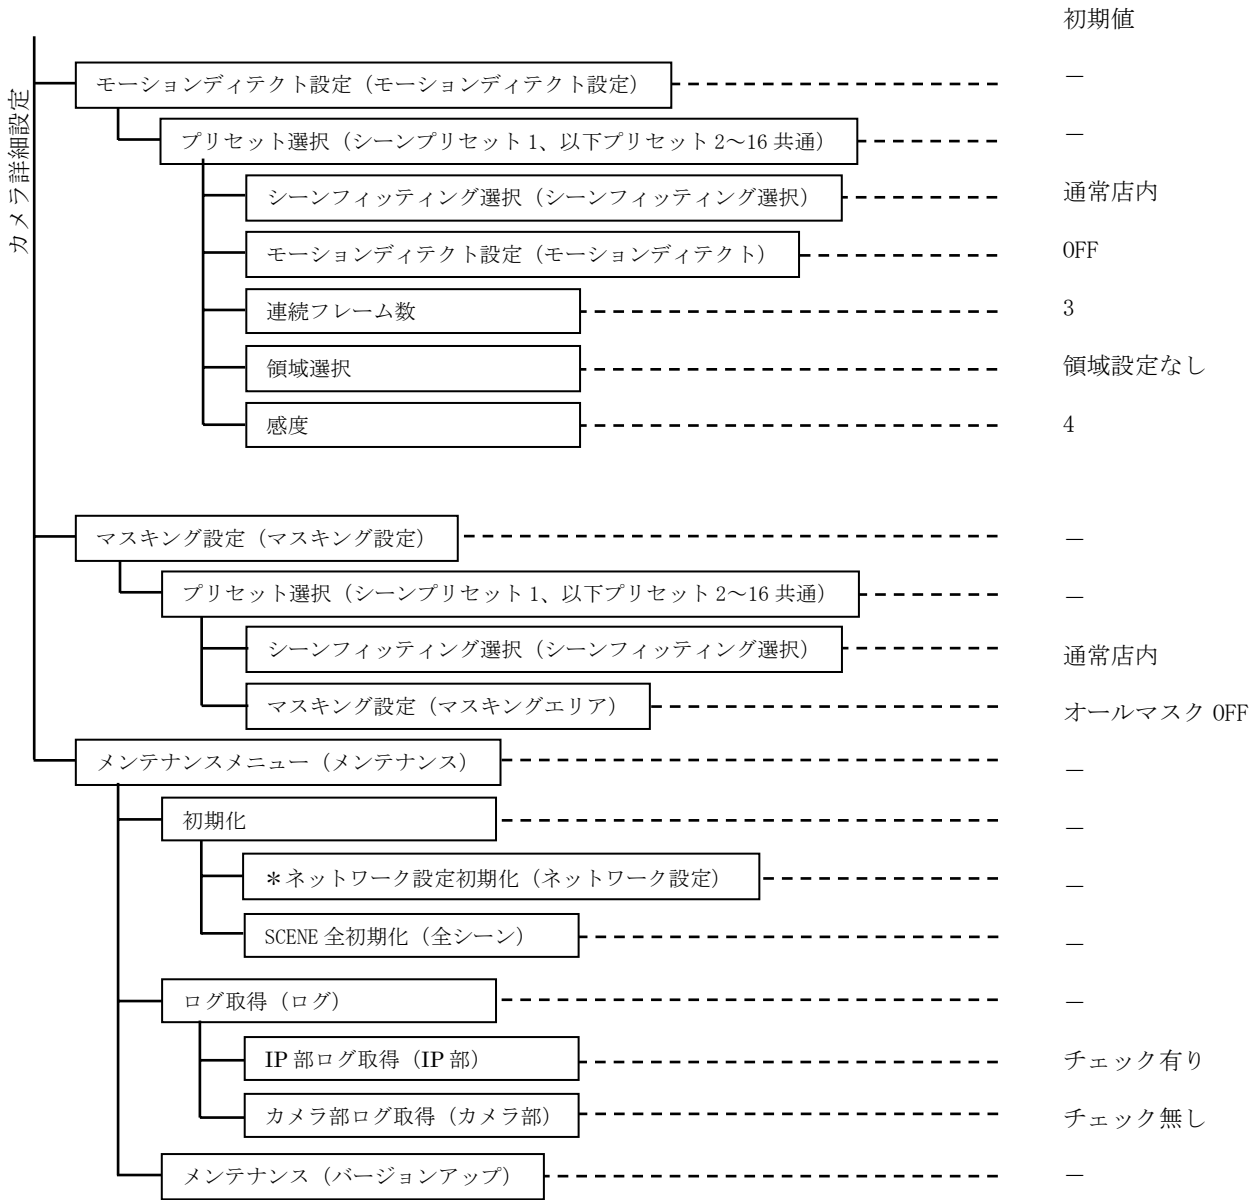 初期値
カメラ詳細設定
モーションディテクト設定（モーションディテクト設定） －
プリセット選択（シーンプリセット 1、以下プリセット 2～16 共通） －
シーンフィッティング選択（シーンフィッティング選択） 通常店内
モーションディテクト設定（モーションディテクト） OFF
連続フレーム数 3
領域選択 領域設定なし
感度 4
マスキング設定（マスキング設定） －
プリセット選択（シーンプリセット 1、以下プリセット 2～16 共通） －
シーンフィッティング選択（シーンフィッティング選択） 通常店内
マスキング設定（マスキングエリア） オールマスク OFF
メンテナンスメニュー（メンテナンス） －
初期化 －
＊ネットワーク設定初期化（ネットワーク設定） －
SCENE 全初期化（全シーン） －
ログ取得（ログ） －
IP 部ログ取得（IP 部） チェック有り
カメラ部ログ取得（カメラ部） チェック無し
メンテナンス（バージョンアップ） －